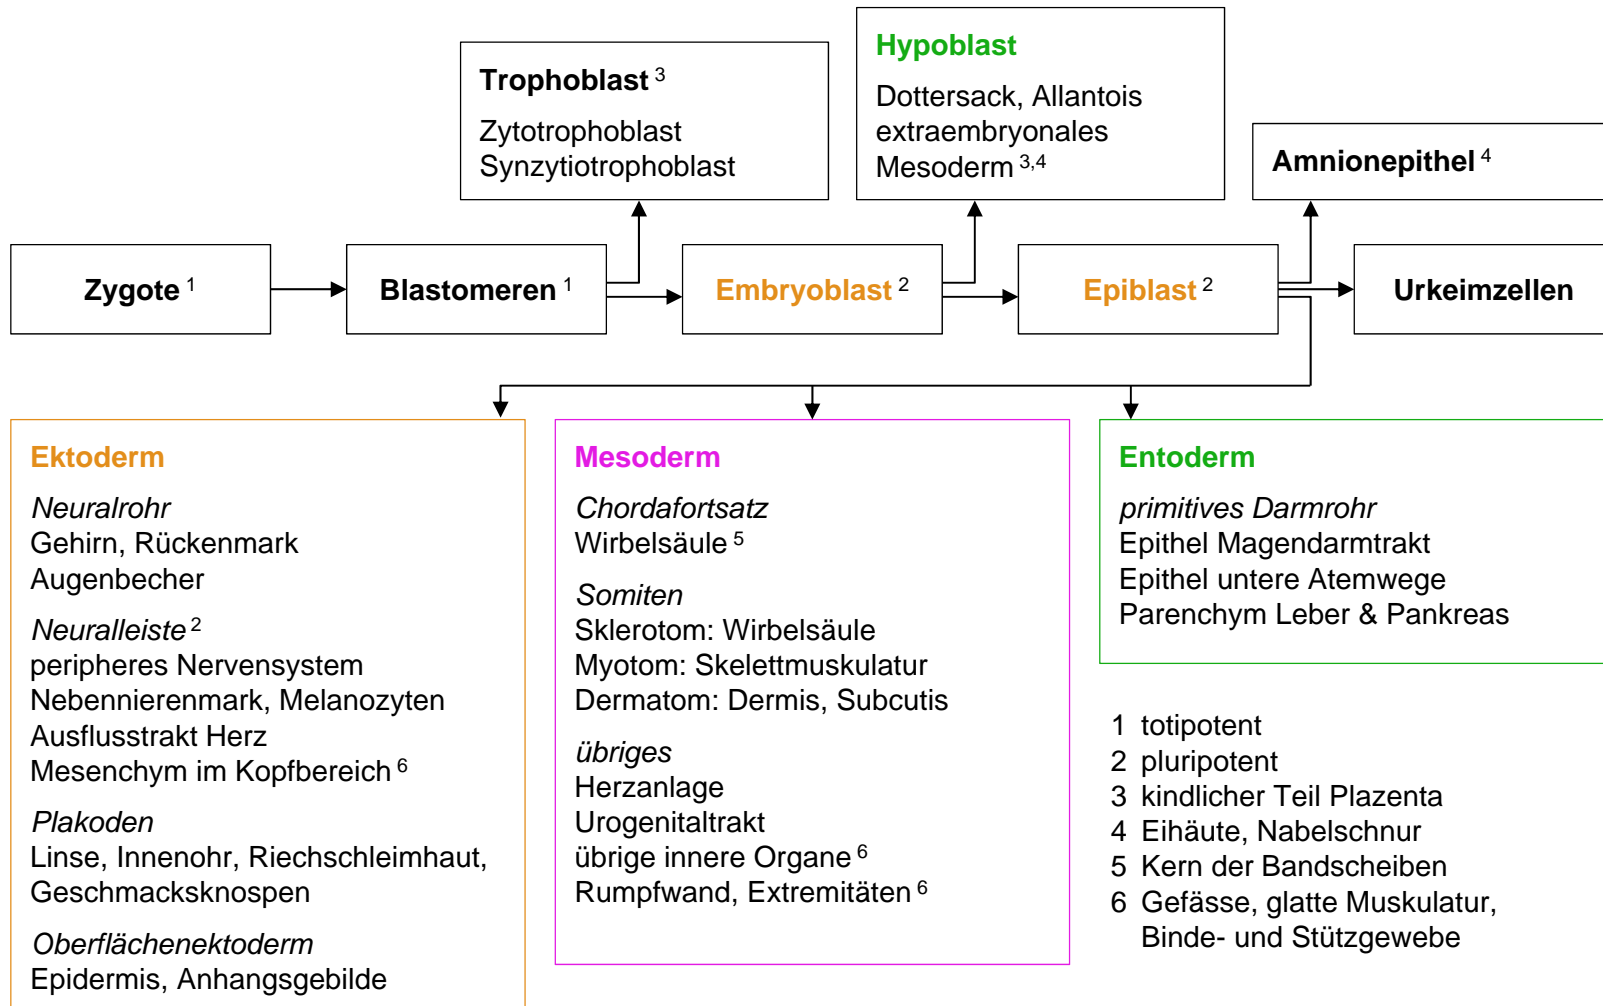 Trophoblast 3
Zytotrophoblast
Synzytiotrophoblast
Hypoblast
Dottersack, Allantois
extraembryonales
Mesoderm 3,4
Amnionepithel 4
Zygote 1
Blastomeren 1
Embryoblast 2
Epiblast 2
Urkeimzellen
Ektoderm
Neuralrohr
Gehirn, Rückenmark
Augenbecher
Neuralleiste 2
peripheres Nervensystem
Nebennierenmark, Melanozyten
Ausflusstrakt Herz
Mesenchym im Kopfbereich 6
Plakoden
Linse, Innenohr, Riechschleimhaut,
Geschmacksknospen
Oberflächenektoderm
Epidermis, Anhangsgebilde
Mesoderm
Chordafortsatz
Wirbelsäule 5
Somiten
Sklerotom: Wirbelsäule
Myotom: Skelettmuskulatur
Dermatom: Dermis, Subcutis
übriges
Herzanlage
Urogenitaltrakt
übrige innere Organe 6
Rumpfwand, Extremitäten 6
Entoderm
primitives Darmrohr
Epithel Magendarmtrakt
Epithel untere Atemwege
Parenchym Leber & Pankreas
1 totipotent
2 pluripotent
3 kindlicher Teil Plazenta
4 Eihäute, Nabelschnur
5 Kern der Bandscheiben
6 Gefässe, glatte Muskulatur,
Binde- und Stützgewebe